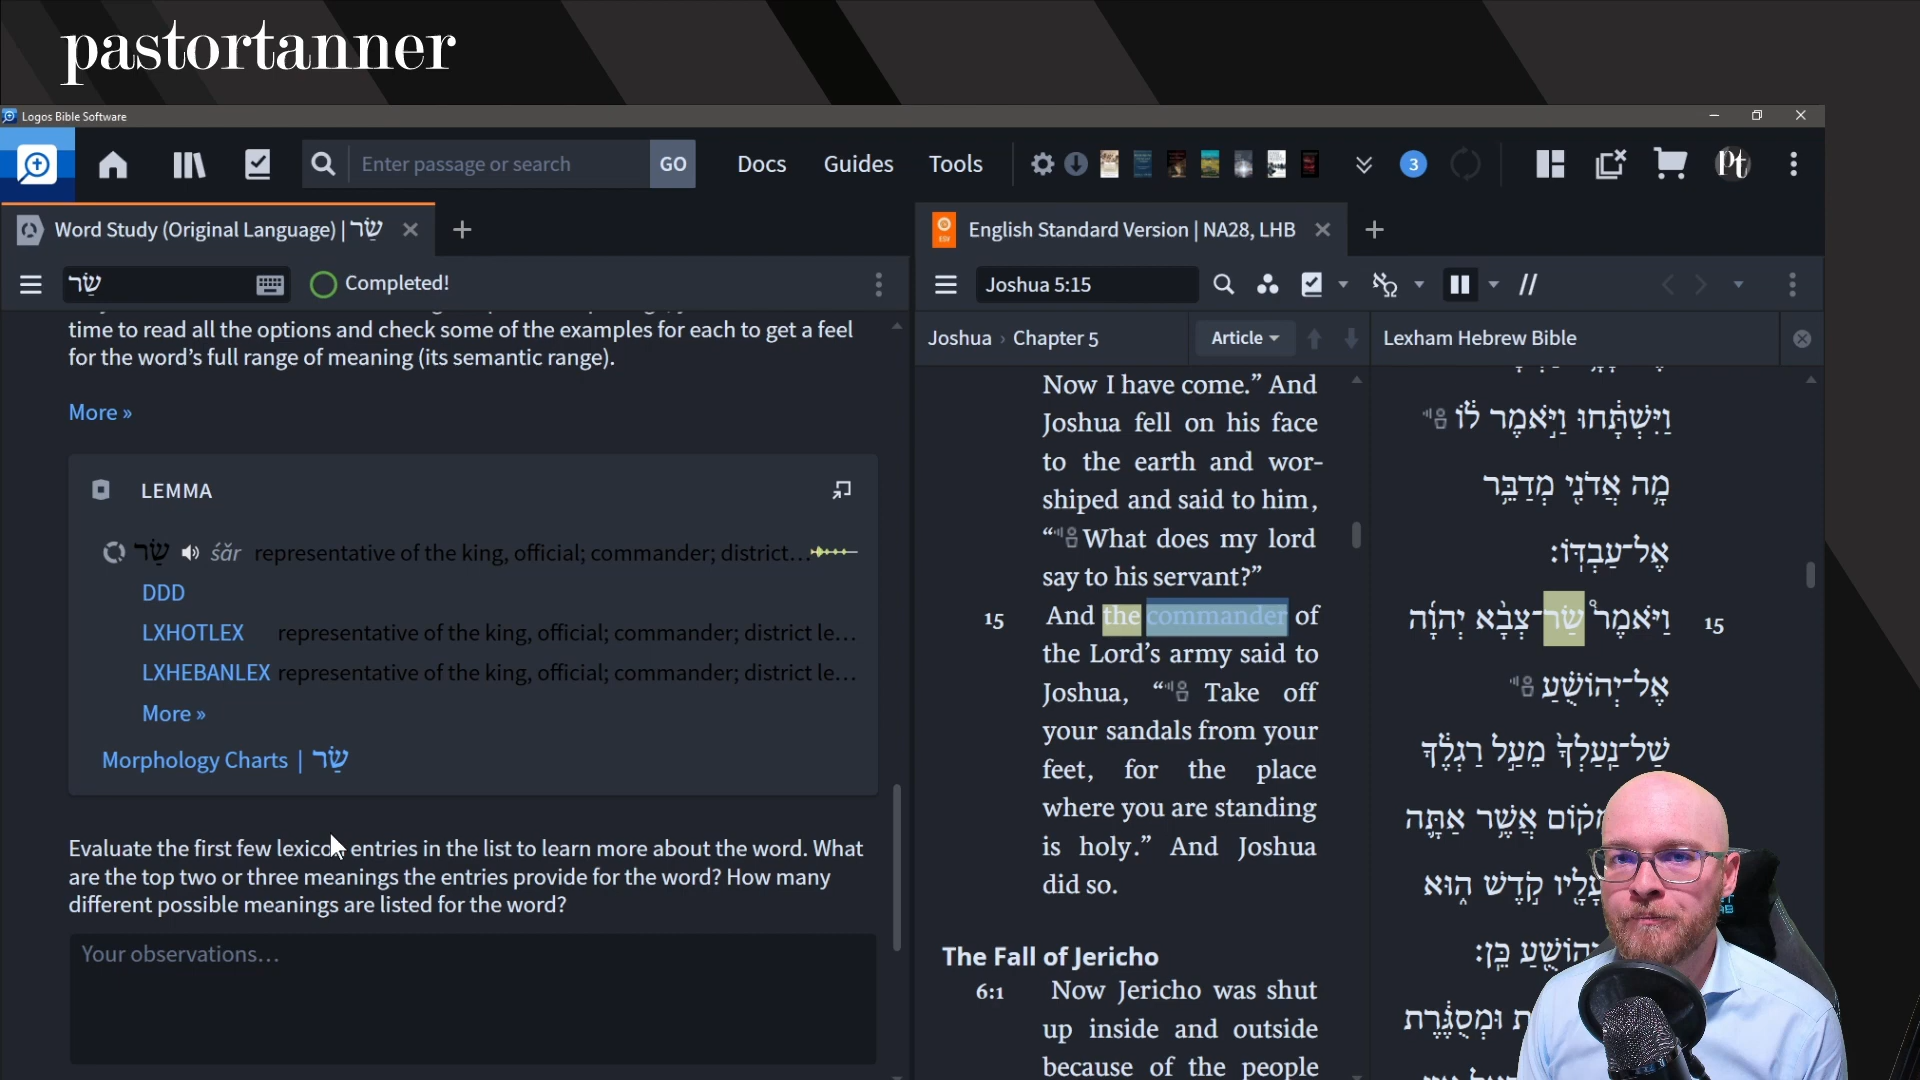 pastortanner
Logos Bible Software
Enter passage or search
GO
Docs
Guides
Tools
3
pt
Word Study (Original Language) | שַׂר
English Standard Version | NA28, LHB
שַׂר
Completed!
Joshua 5:15
time to read all the options and check some of the examples for each to get a feel
for the word’s full range of meaning (its semantic range).
More »
LEMMA
שַׂר śǎr representative of the king, official; commander; district…
DDD
LXHOTLEX representative of the king, official; commander; district le…
LXHEBANLEX representative of the king, official; commander; district le…
More »
Morphology Charts | שַׂר
Evaluate the first few lexicon entries in the list to learn more about the word. What
are the top two or three meanings the entries provide for the word? How many
different possible meanings are listed for the word?
Your observations…
Joshua › Chapter 5
Article
Now I have come.” And
Joshua fell on his face
to the earth and wor-
shiped and said to him,
“What does my lord
say to his servant?”
15 And the commander of
the Lord’s army said to
Joshua, “ Take off
your sandals from your
feet, for the place
where you are standing
is holy.” And Joshua
did so.
The Fall of Jericho
6:1 Now Jericho was shut
up inside and outside
because of the people
Lexham Hebrew Bible
וַיִּשְׁתָּ֔חוּ וַיֹּ֣אמֶר ל֔וֹ
מָ֥ה אֲדֹנִ֖י מְדַבֵּ֥ר
אֶל־עַבְדּֽוֹ׃
15 וַיֹּאמֶר֩ שַׂר־צְבָ֨א יְהוָ֜ה
אֶל־יְהוֹשֻׁ֗עַ
שַׁל־נַֽעַלְךָ֙ מֵעַ֣ל רַגְלֶ֔ךָ
אֲשֶׁ֥ר אַתָּ֛ה
קֹ֣דֶשׁ ה֑וּא
כֵּֽן׃
וּמְסֻגֶּ֔רֶת